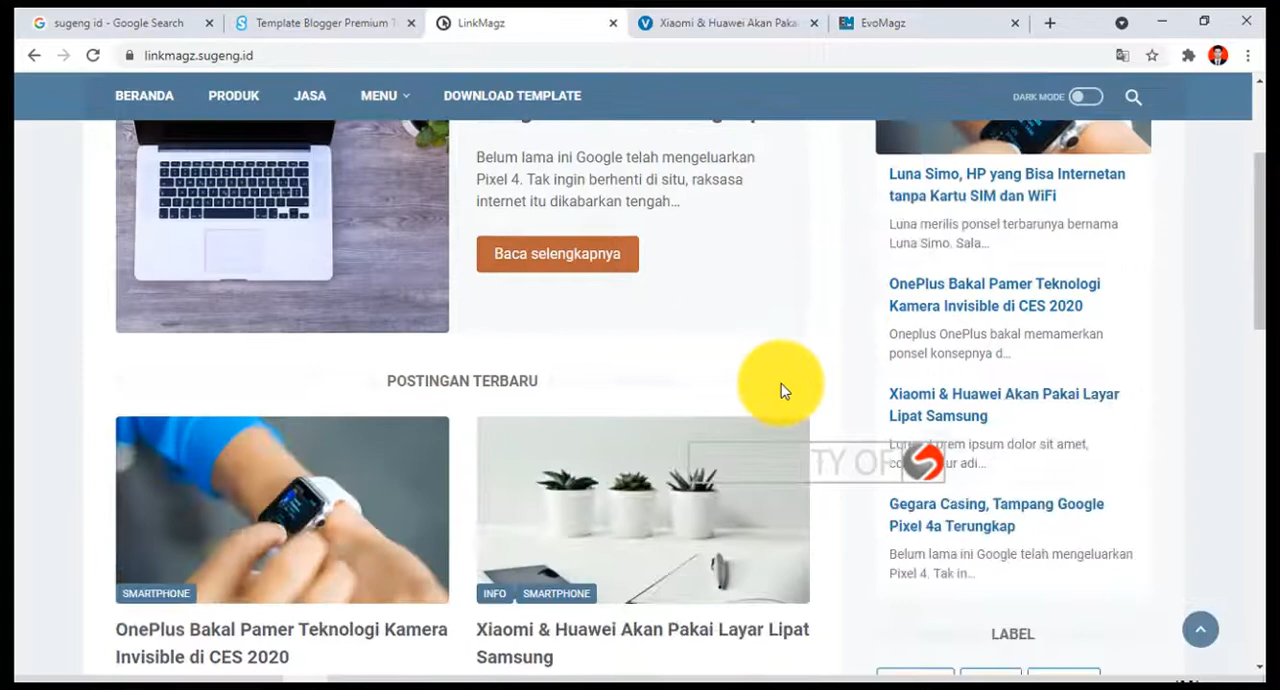 sugeng id - Google Search
Template Blogger Premium
LinkMagz
Xiaomi & Huawei Akan Paka
EvoMagz
linkmagz.sugeng.id
BERANDA PRODUK JASA MENU DOWNLOAD TEMPLATE
DARK MODE
Belum lama ini Google telah mengeluarkan
Pixel 4. Tak ingin berhenti di situ, raksasa
internet itu dikabarkan tengah...
Baca selengkapnya
POSTINGAN TERBARU
SMARTPHONE
OnePlus Bakal Pamer Teknologi Kamera
Invisible di CES 2020
INFO SMARTPHONE
Xiaomi & Huawei Akan Pakai Layar Lipat
Samsung
Luna Simo, HP yang Bisa Internetan
tanpa Kartu SIM dan WiFi
Luna merilis ponsel terbarunya bernama
Luna Simo. Sala...
OnePlus Bakal Pamer Teknologi
Kamera Invisible di CES 2020
Oneplus OnePlus bakal memamerkan
ponsel konsepnya d...
Xiaomi & Huawei Akan Pakai Layar
Lipat Samsung
ipsum dolor sit amet,
adi...
TY OF
Gegara Casing, Tampang Google
Pixel 4a Terungkap
Belum lama ini Google telah mengeluarkan
Pixel 4. Tak in...
LABEL